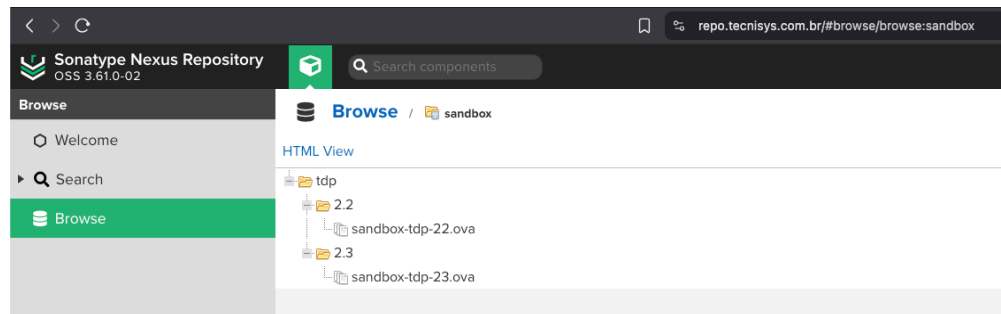 repo.tecnisys.com.br/#browse/browse:sandbox
Sonatype Nexus Repository
OSS 3.61.0-02
Search components
Browse
Browse / sandbox
Welcome
HTML View
Search
tdp
2.2
Browse
sandbox-tdp-22.ova
2.3
sandbox-tdp-23.ova